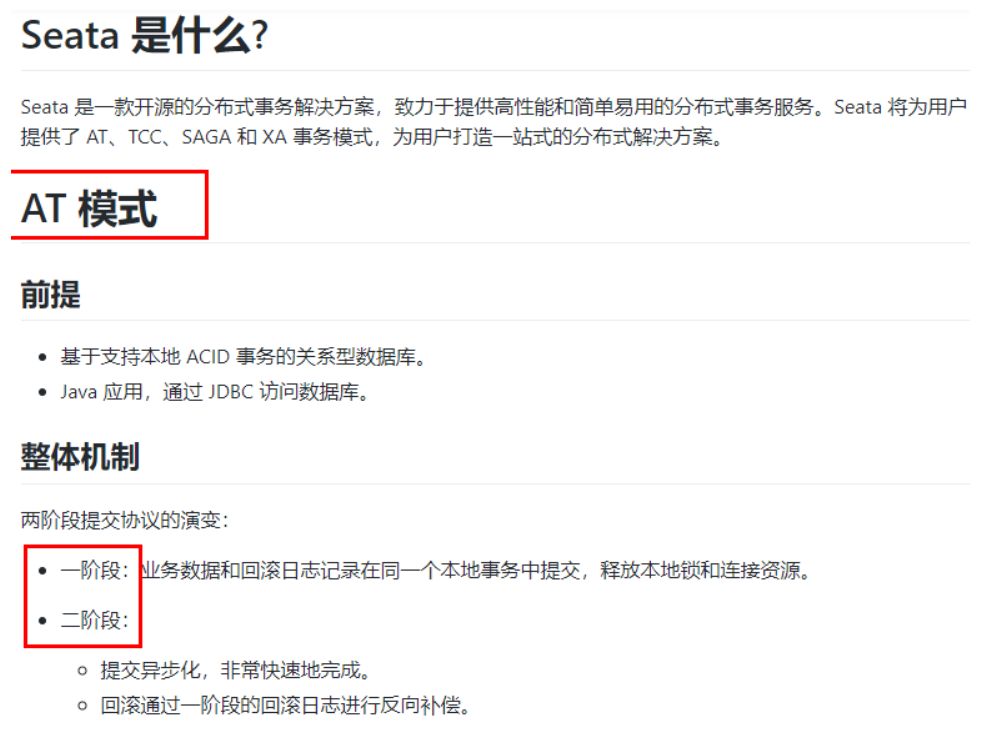 Seata 是什么?
Seata 是一款开源的分布式事务解决方案，致力于提供高性能和简单易用的分布式事务服务。Seata 将为用户
提供了 AT、TCC、SAGA 和 XA 事务模式，为用户打造一站式的分布式解决方案。
AT 模式
前提
• 基于支持本地 ACID 事务的关系型数据库。
• Java 应用，通过 JDBC 访问数据库。
整体机制
两阶段提交协议的演变：
• 一阶段：业务数据和回滚日志记录在同一个本地事务中提交，释放本地锁和连接资源。
• 二阶段：
○ 提交异步化，非常快速地完成。
○ 回滚通过一阶段的回滚日志进行反向补偿。